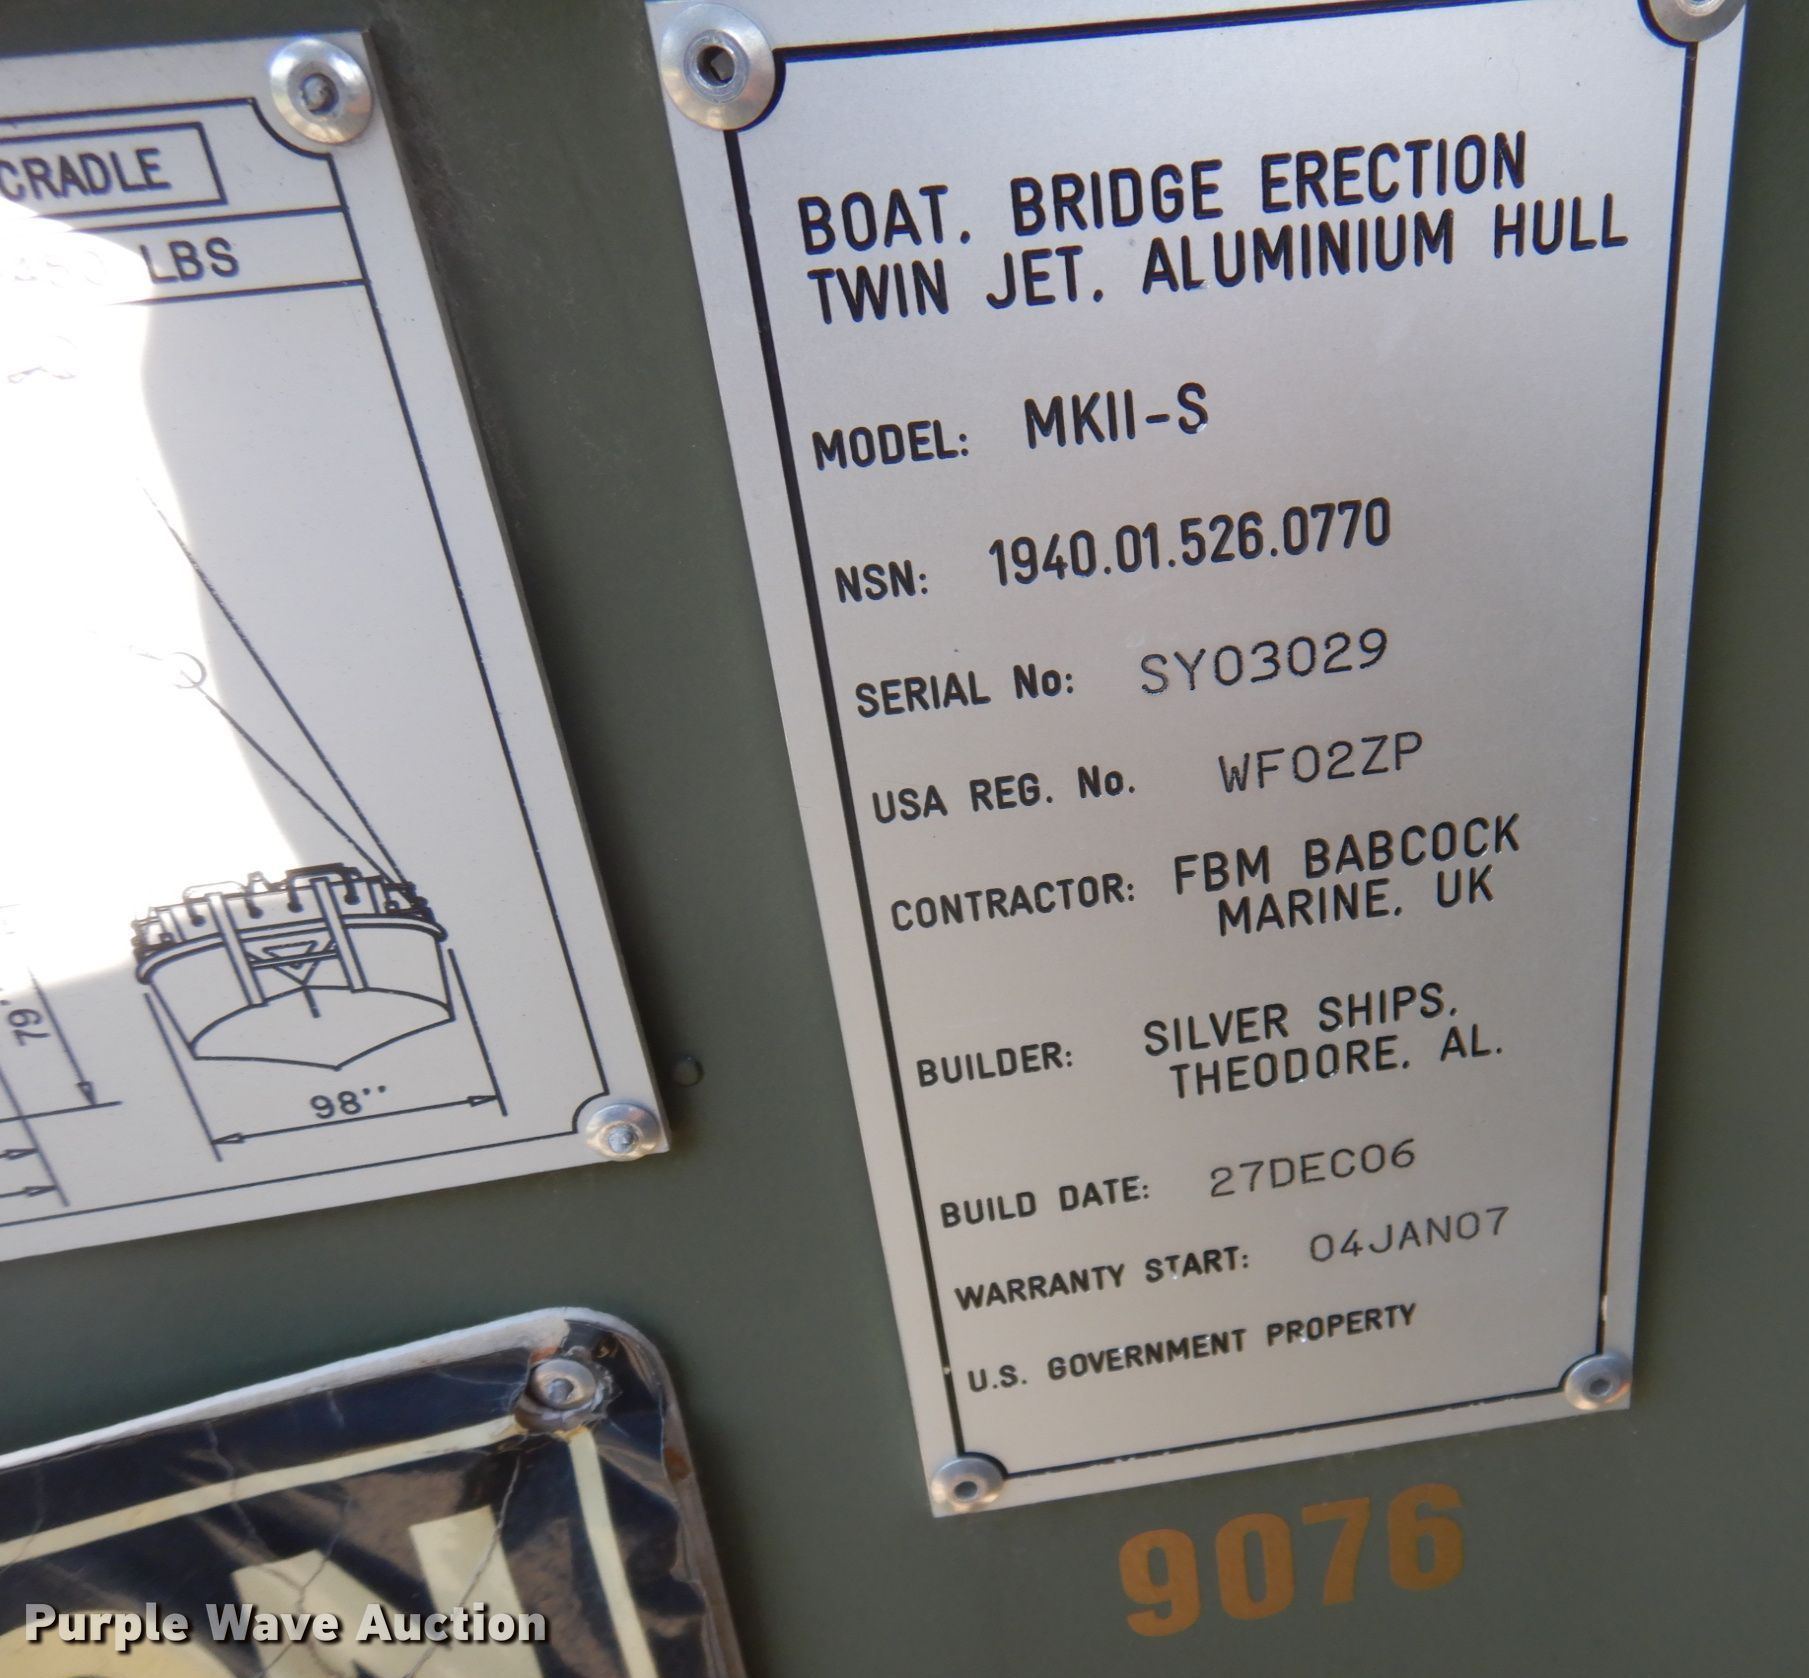 CRADLE
LBS
79"
98"
BOAT, BRIDGE ERECTION
TWIN JET, ALUMINIUM HULL
MODEL: MKII-S
NSN: 1940.01.526.0770
SERIAL No: SY03029
USA REG. No. WF02ZP
CONTRACTOR: FBM BABCOCK
MARINE, UK
BUILDER: SILVER SHIPS,
THEODORE, AL.
BUILD DATE: 27DEC06
WARRANTY START: 04JAN07
U.S. GOVERNMENT PROPERTY
9076
Purple Wave Auction